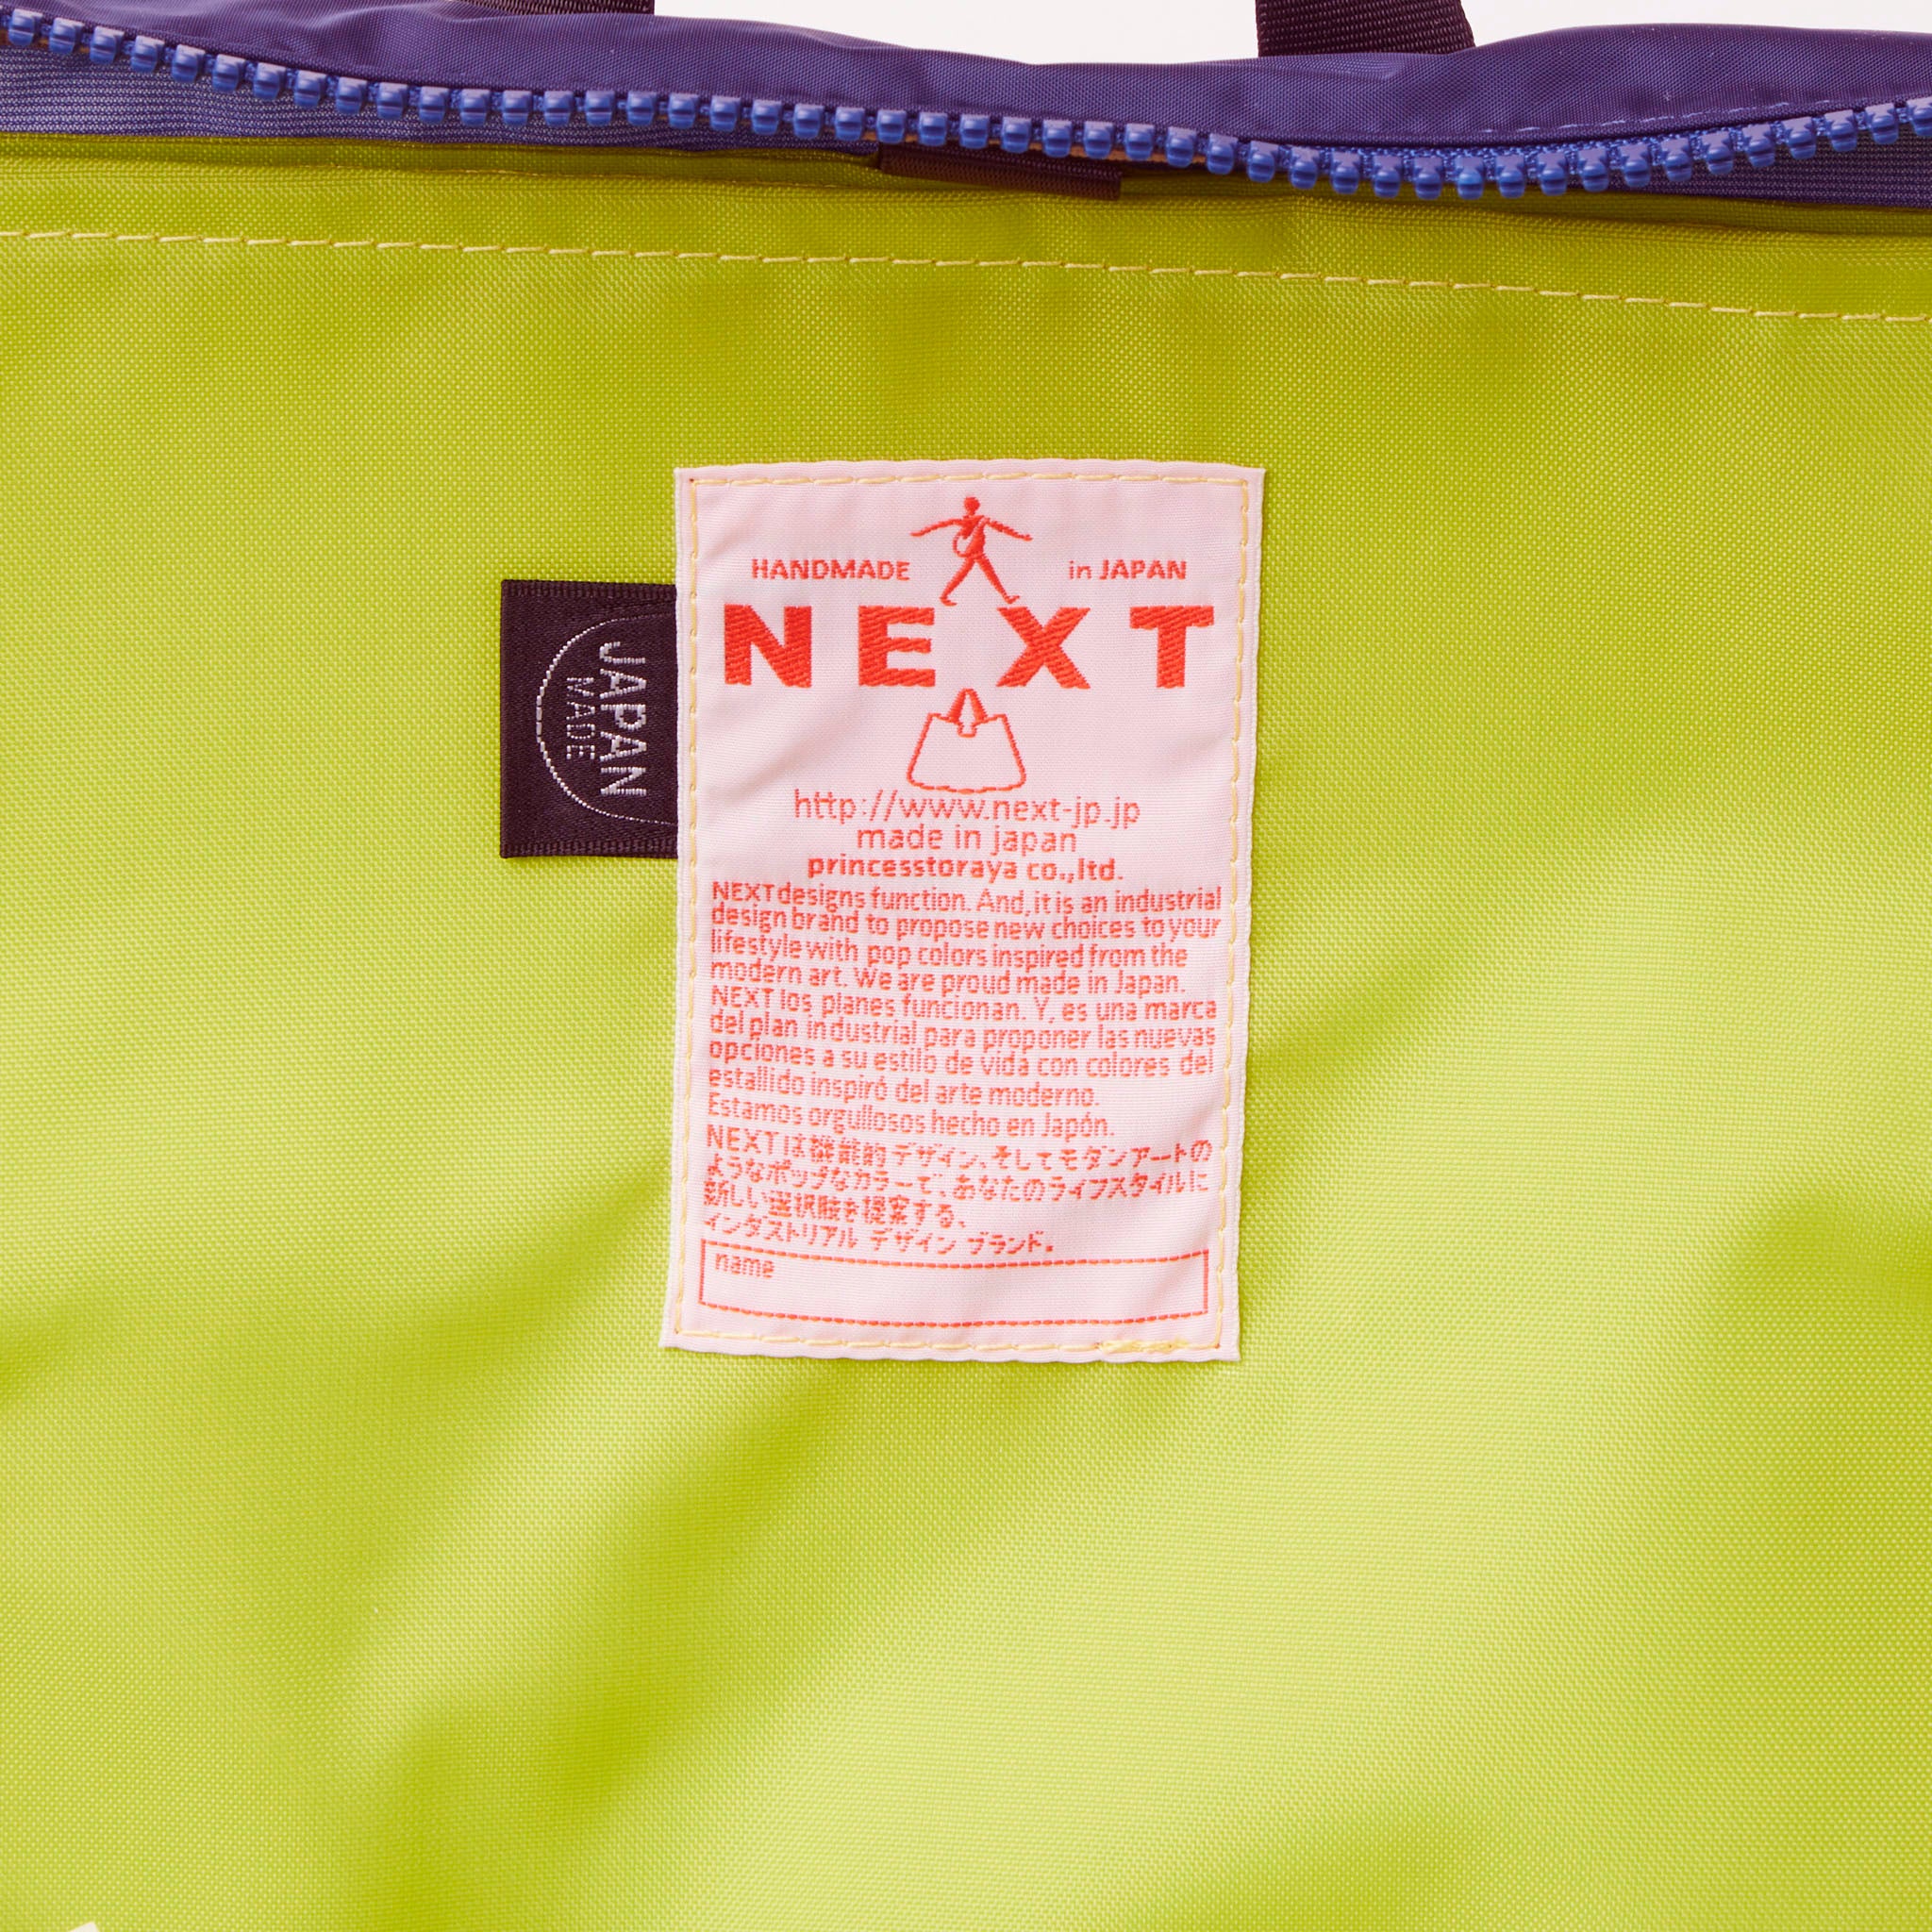 HANDMADE in JAPAN
NEXT
JAPAN
MADE
http://www.next-jp.jp
made in japan
princesstoraya co.,ltd.
NEXT designs function. And, it is an industrial
design brand to propose new choices to your
lifestyle with pop colors inspired from the
modern art. We are proud made in Japan.
NEXT los planes funcionan. Y, es una marca
del plan industrial para proponer las nuevas
opciones a su estilo de vida con colores del
estallido inspiró del arte moderno.
Estamos orgullosos hecho en Japón.
NEXTは機能的デザイン、そしてモダンアートの
ようなポップなカラーで、あなたのライフスタイルに
新しい選択肢を提案する、
インダストリアル デザイン ブランド.
name